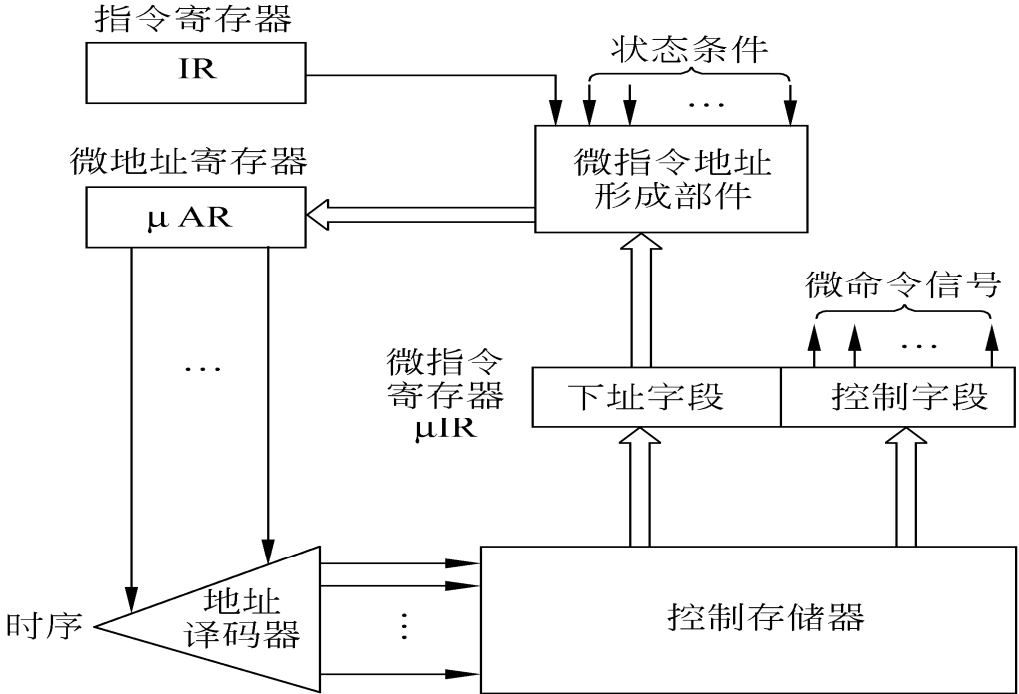 指令寄存器
IR
状态条件
…
微指令地址
形成部件
微地址寄存器
μ AR
微命令信号
…
…
微指令
寄存器
μIR
下址字段
控制字段
时序
地址
译码器
…
控制存储器